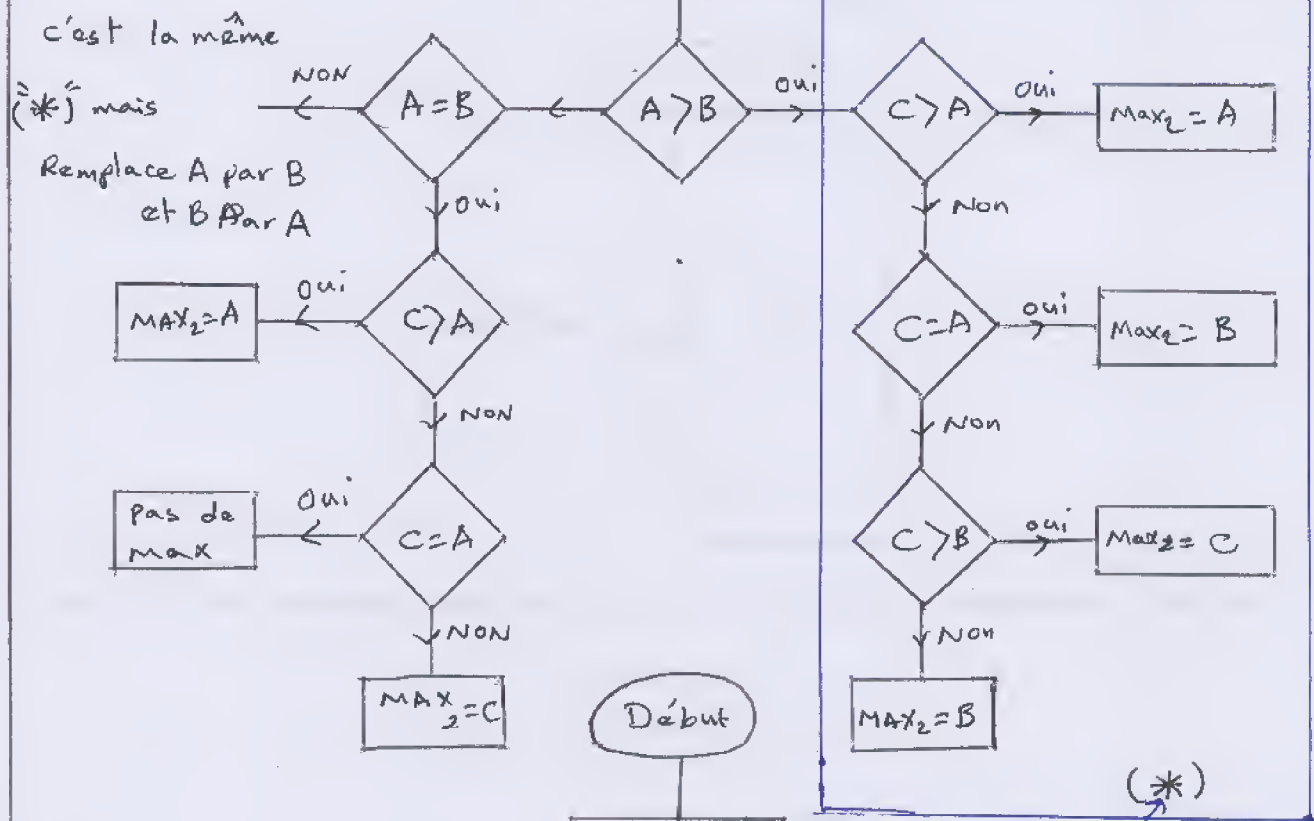 c'est la même
("*") mais
Remplace A par B
et B Par A
NON
A=B
A>B
oui
C>A
oui
Max₂ = A
oui
Non
MAX₂=A
oui
C>A
C=A
oui
Max₂= B
NON
Non
pas de
max
oui
C=A
C>B
oui
Max₂= C
NON
Non
MAX₂=C
Début
MAX₂=B
(*)